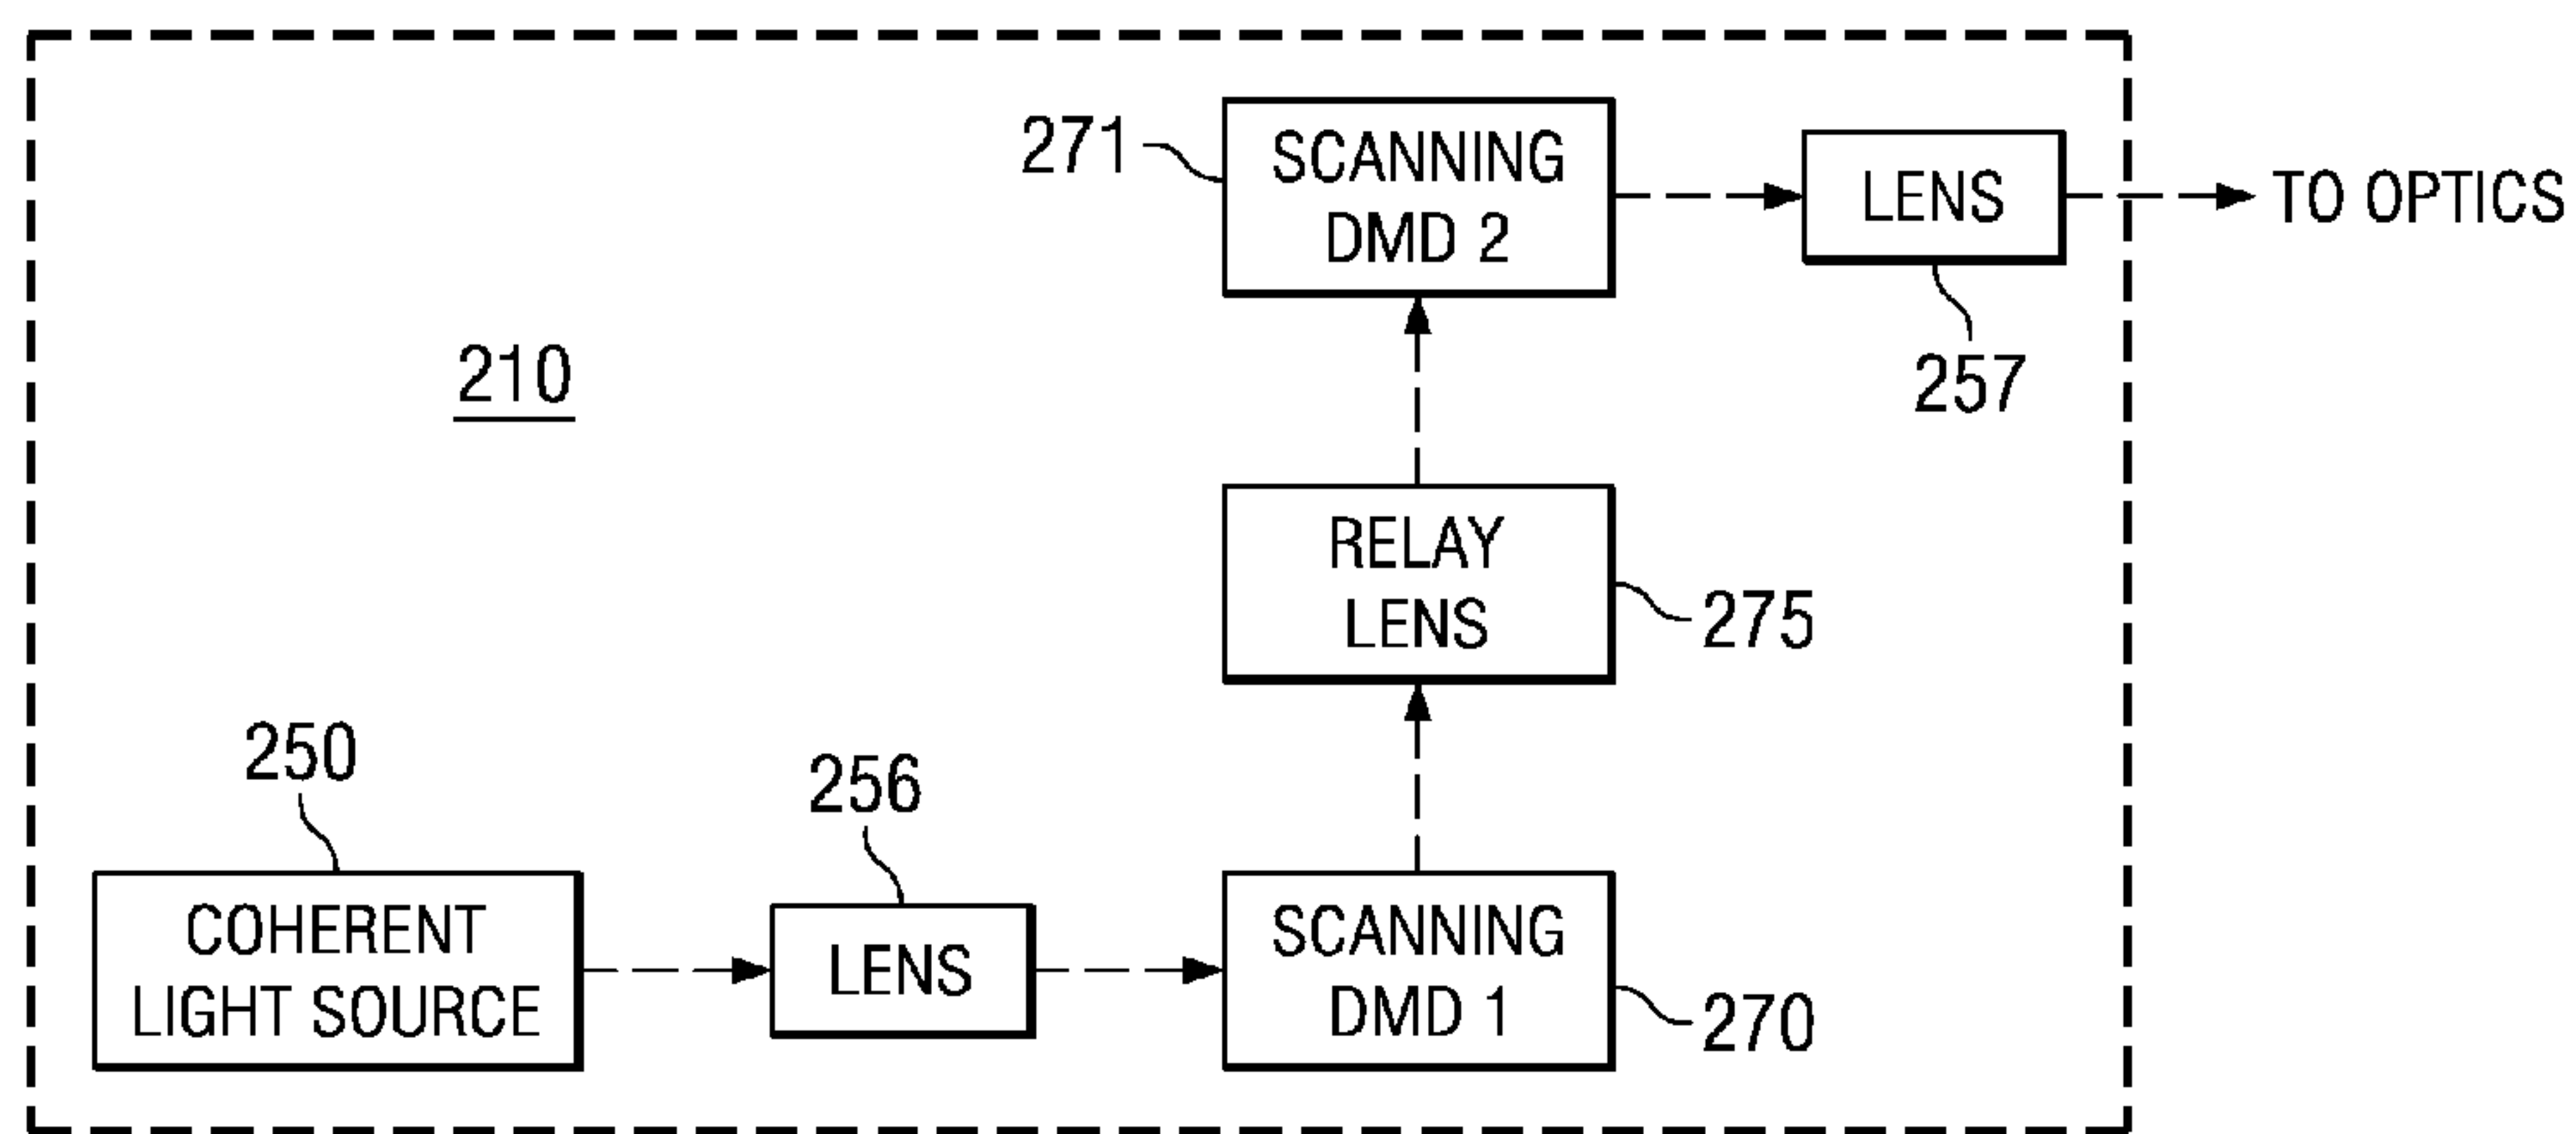 271
SCANNING
DMD 2
LENS
TO OPTICS
257
210
RELAY
LENS
275
250
256
COHERENT
LIGHT SOURCE
LENS
SCANNING
DMD 1
270